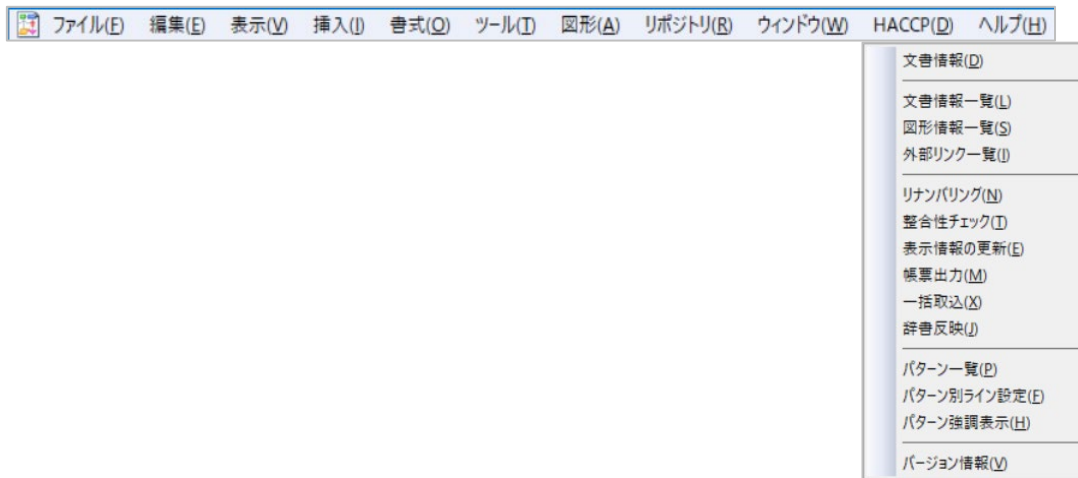 ファイル(F) 編集(E) 表示(V) 挿入(I) 書式(O) ツール(T) 図形(A) リポジトリ(R) ウィンドウ(W) HACCP(D) ヘルプ(H)
文書情報(D)
文書情報一覧(L)
図形情報一覧(S)
外部リンク一覧(I)
リナンバリング(N)
整合性チェック(T)
表示情報の更新(E)
帳票出力(M)
一括取込(X)
辞書反映(J)
パターン一覧(P)
パターン別ライン設定(F)
パターン強調表示(H)
バージョン情報(V)